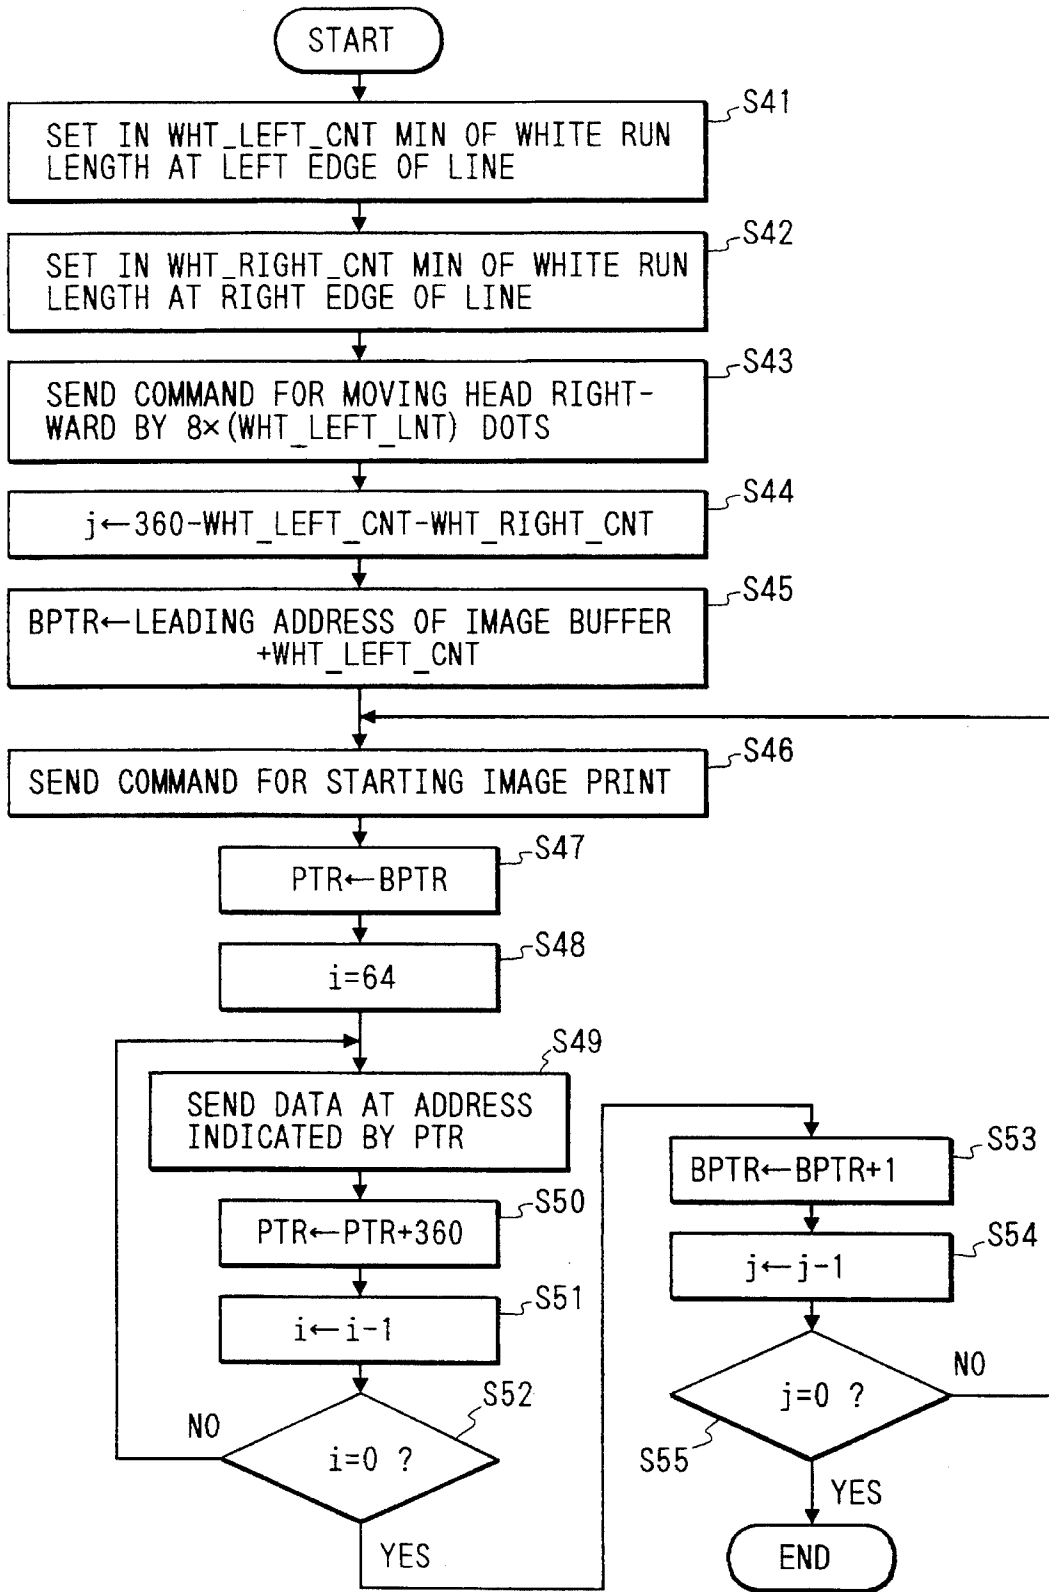 START
S41
SET IN WHT_LEFT_CNT MIN OF WHITE RUN
LENGTH AT LEFT EDGE OF LINE
S42
SET IN WHT_RIGHT_CNT MIN OF WHITE RUN
LENGTH AT RIGHT EDGE OF LINE
S43
SEND COMMAND FOR MOVING HEAD RIGHT-
WARD BY 8×(WHT_LEFT_LNT) DOTS
S44
j←360-WHT_LEFT_CNT-WHT_RIGHT_CNT
S45
BPTR←LEADING ADDRESS OF IMAGE BUFFER
+WHT_LEFT_CNT
S46
SEND COMMAND FOR STARTING IMAGE PRINT
S47
PTR←BPTR
S48
i=64
S49
SEND DATA AT ADDRESS
INDICATED BY PTR
S50
PTR←PTR+360
S51
i←i-1
S52
i=0 ?
NO
YES
S53
BPTR←BPTR+1
S54
j←j-1
j=0 ?
NO
S55
YES
END